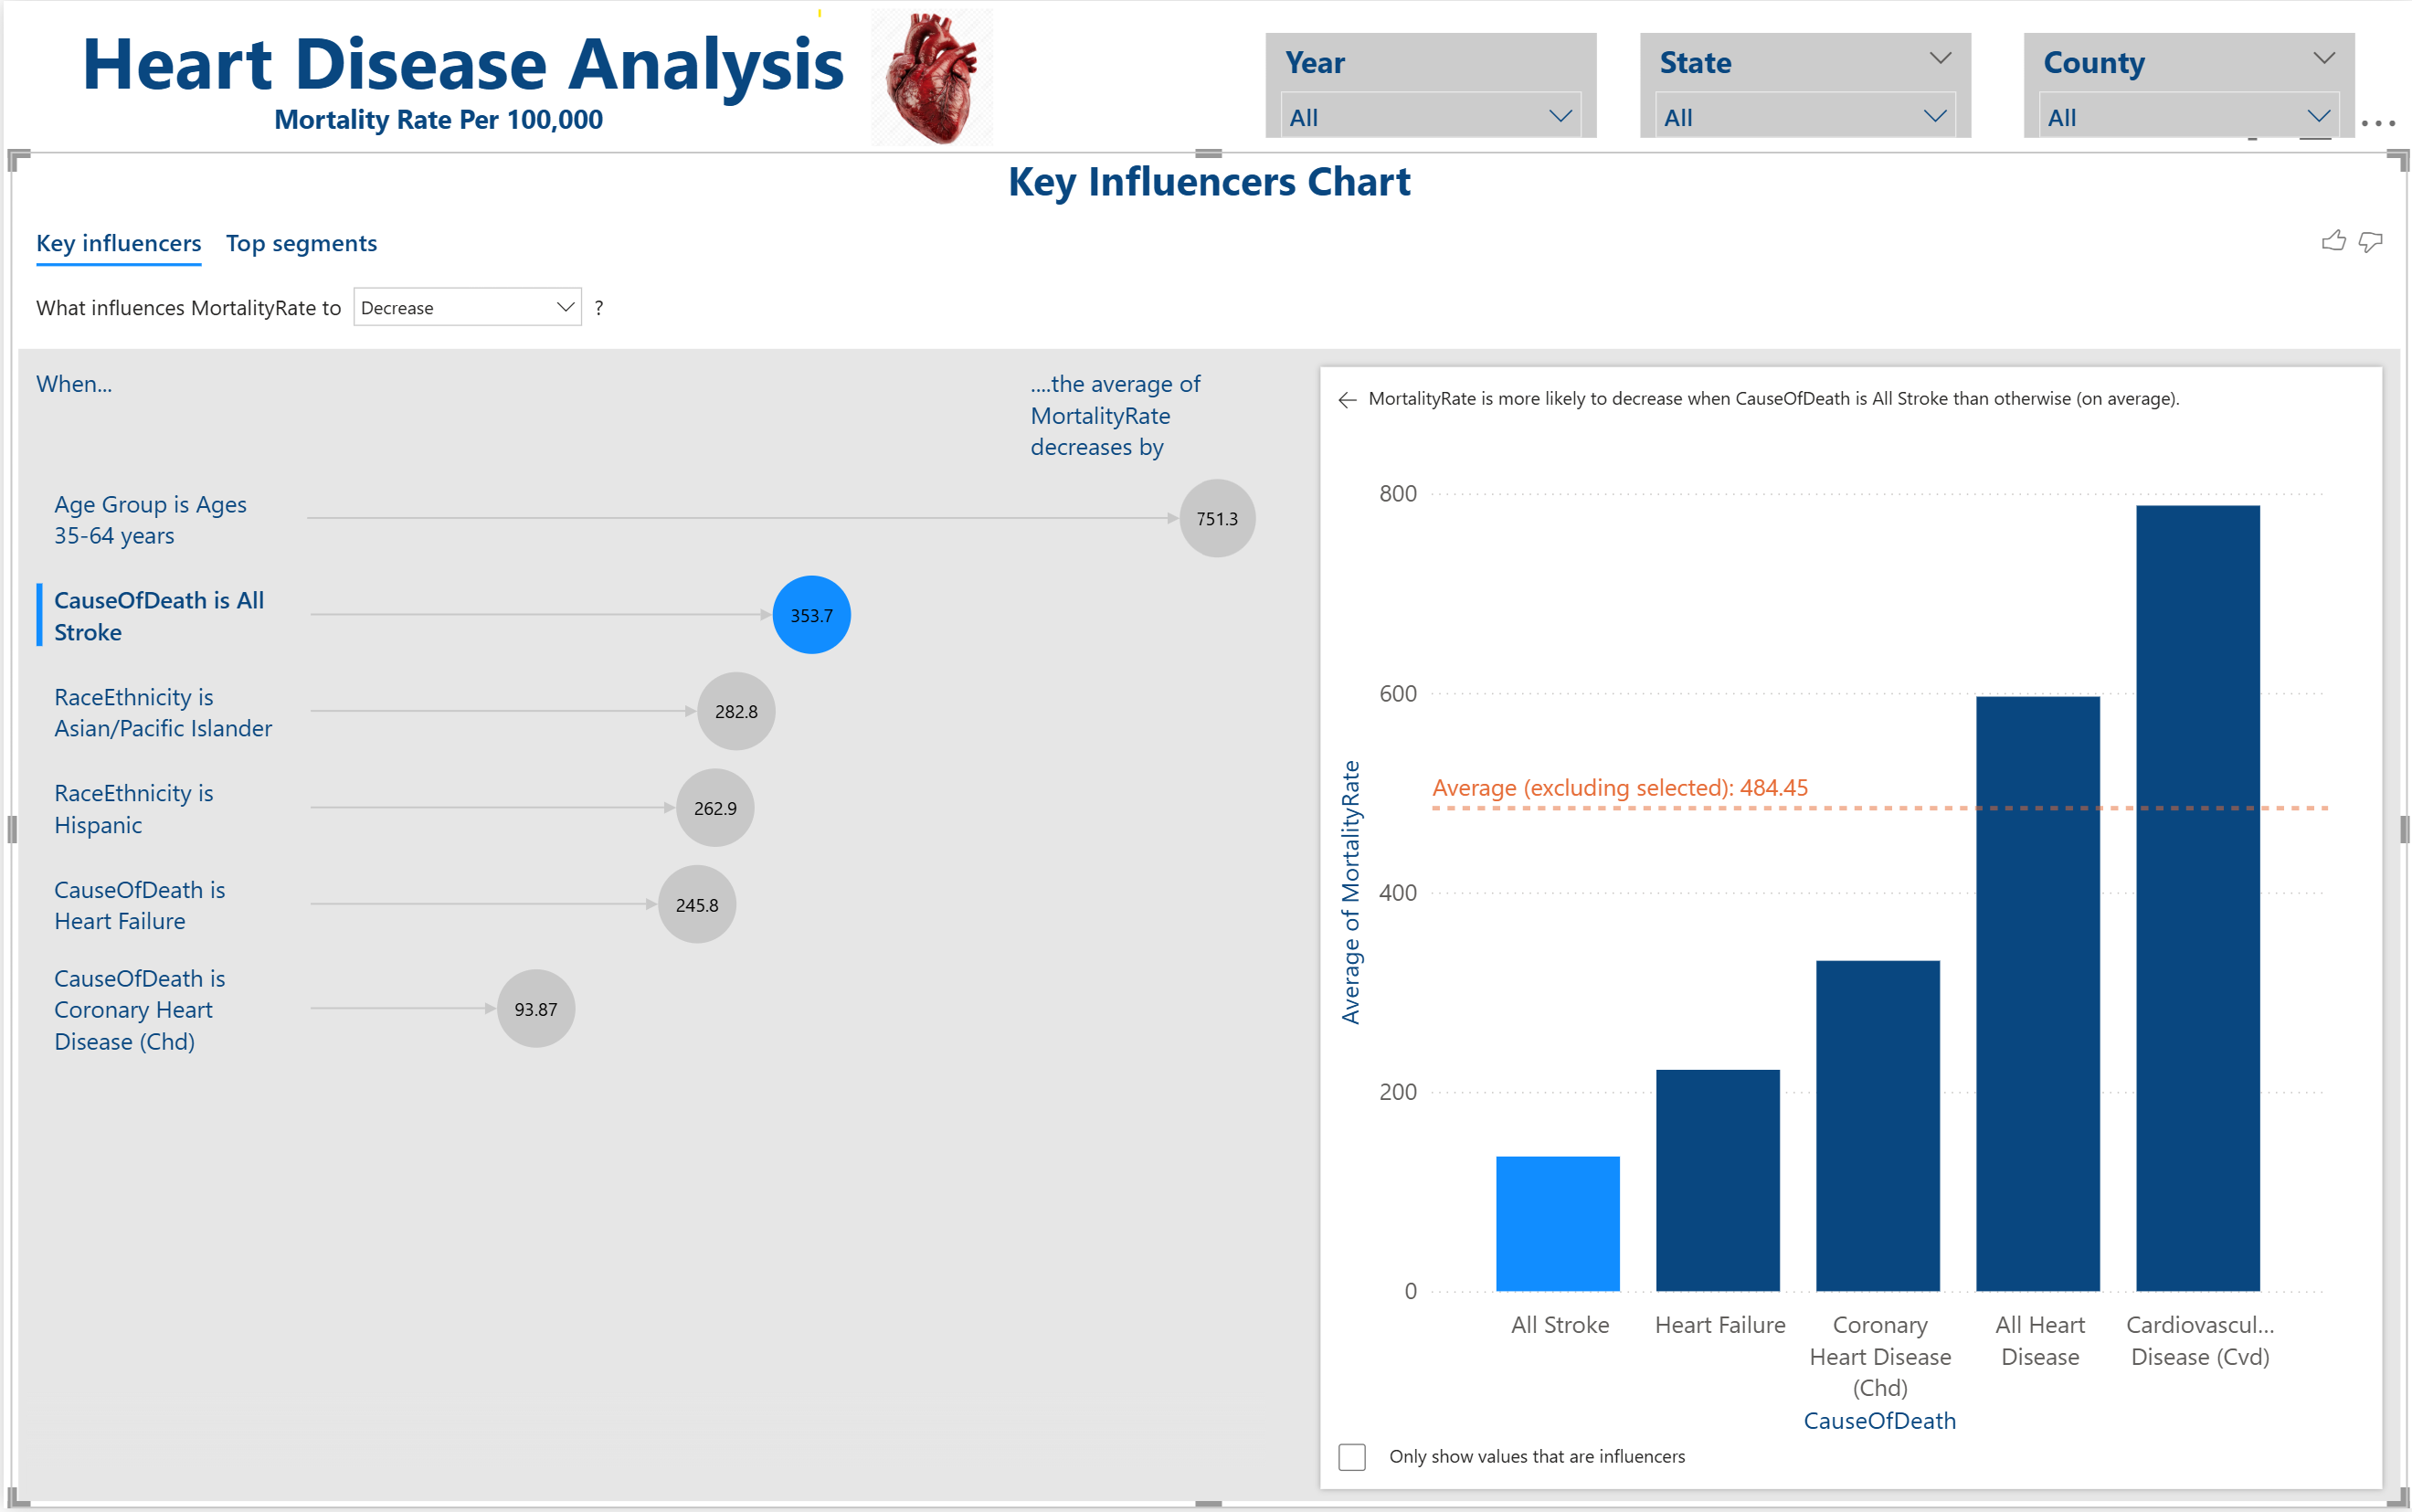 Heart Disease Analysis
Mortality Rate Per 100,000
Year
All
State
All
County
All
Key Influencers Chart
Key influencers
Top segments
What influences MortalityRate to Decrease ?
When...
....the average of
MortalityRate
decreases by
Age Group is Ages
35-64 years
751.3
CauseOfDeath is All
Stroke
353.7
RaceEthnicity is
Asian/Pacific Islander
282.8
RaceEthnicity is
Hispanic
262.9
CauseOfDeath is
Heart Failure
245.8
CauseOfDeath is
Coronary Heart
Disease (Chd)
93.87
MortalityRate is more likely to decrease when CauseOfDeath is All Stroke than otherwise (on average).
Average of MortalityRate
800
600
400
200
0
Average (excluding selected): 484.45
All Stroke
Heart Failure
Coronary
Heart Disease
(Chd)
All Heart
Disease
Cardiovascul...
Disease (Cvd)
CauseOfDeath
Only show values that are influencers